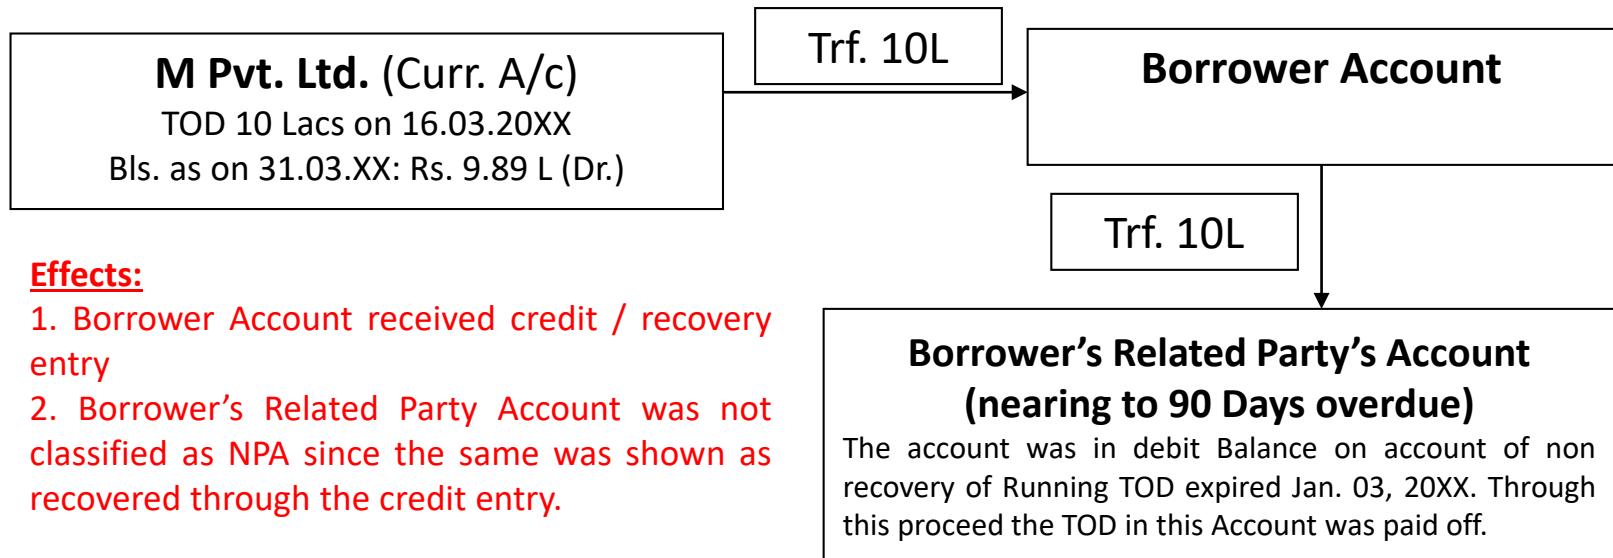 M Pvt. Ltd. (Curr. A/c)
TOD 10 Lacs on 16.03.20XX
Bls. as on 31.03.XX: Rs. 9.89 L (Dr.)
Trf. 10L
Borrower Account
Trf. 10L
Effects:
1. Borrower Account received credit / recovery
entry
2. Borrower's Related Party Account was not
classified as NPA since the same was shown as
recovered through the credit entry.
Borrower's Related Party's Account
(nearing to 90 Days overdue)
The account was in debit Balance on account of non
recovery of Running TOD expired Jan. 03, 20XX. Through
this proceed the TOD in this Account was paid off.